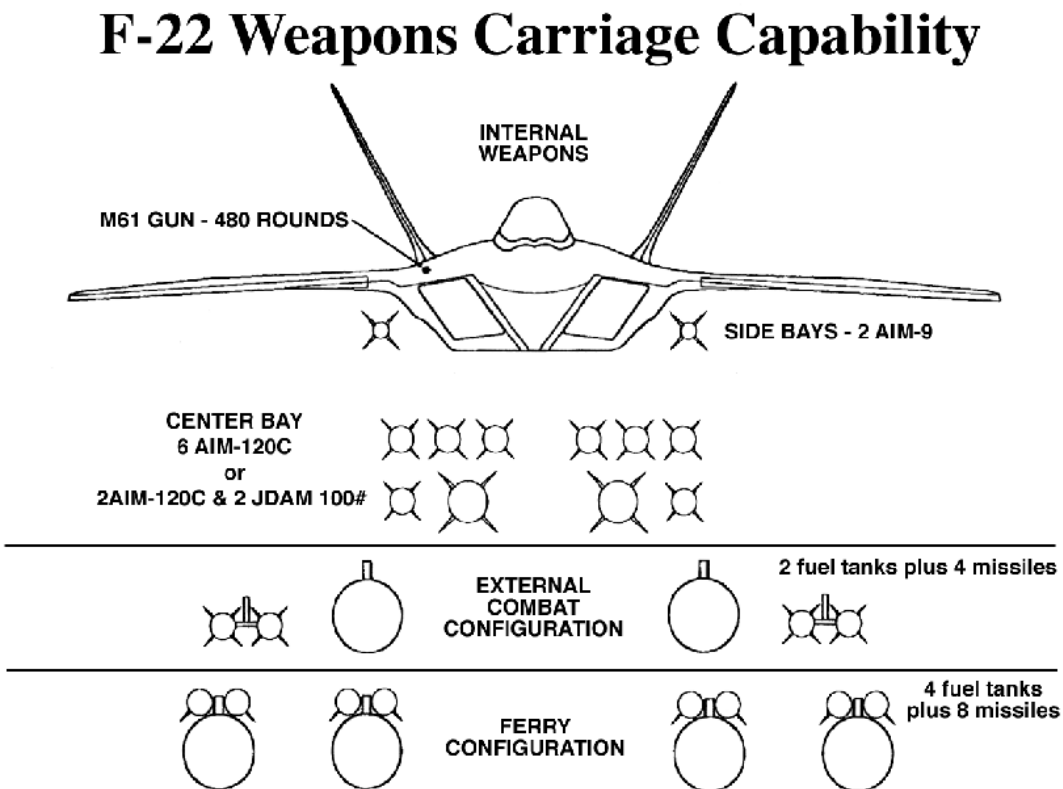 F-22 Weapons Carriage Capability
INTERNAL
WEAPONS
M61 GUN - 480 ROUNDS
SIDE BAYS - 2 AIM-9
CENTER BAY
6 AIM-120C
or
2AIM-120C & 2 JDAM 100#
2 fuel tanks plus 4 missiles
EXTERNAL
COMBAT
CONFIGURATION
4 fuel tanks
plus 8 missiles
FERRY
CONFIGURATION